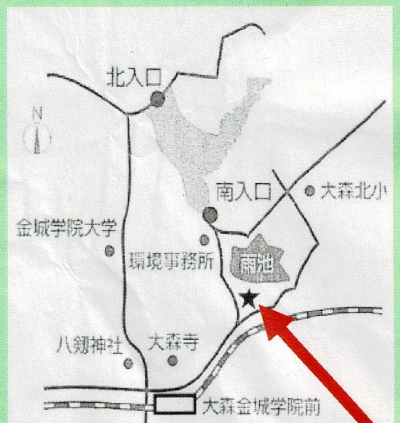 北入口
N
南入口
大森北小
金城学院大学
環境事務所
雨池
八剱神社
大森寺
大森金城学院前